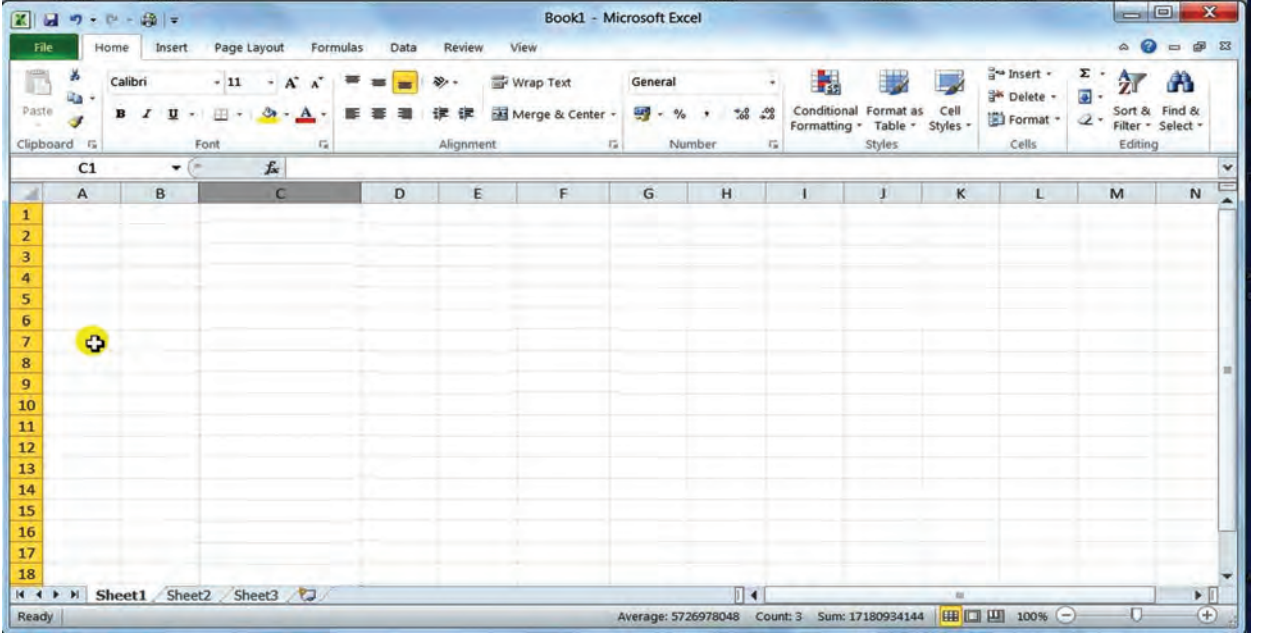 Book1 - Microsoft Excel
File Home Insert Page Layout Formulas Data Review View
Calibri 11 A A Wrap Text General Σ Insert
Paste Delete Sort & Find &
B I U A Merge & Center % , Conditional Format as Cell Format Filter Select
Formatting Table Styles
Clipboard Font Alignment Number Styles Cells Editing
C1 fx
A B C D E F G H I J K L M N
1
2
3
4
5
6
7
8
9
10
11
12
13
14
15
16
17
18
Sheet1 Sheet2 Sheet3
Ready Average: 5726978048 Count: 3 Sum: 17180934144 100%